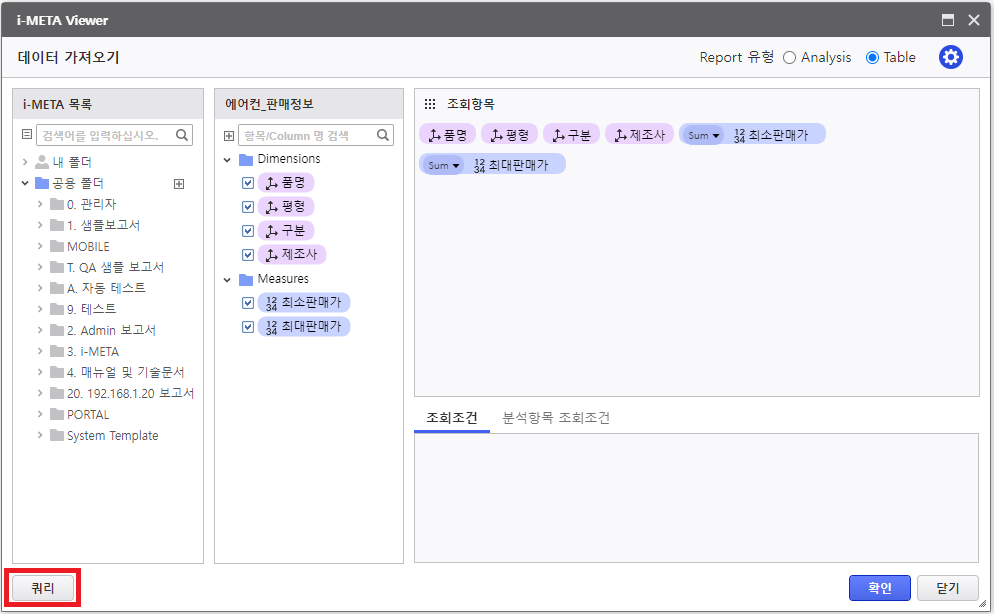 i-META Viewer
데이터 가져오기
Report 유형 Analysis Table
i-META 목록
검색어를 입력하십시오.
내 폴더
공용 폴더
0. 관리자
1. 샘플보고서
MOBILE
T. QA 샘플 보고서
A. 자동 테스트
9. 테스트
2. Admin 보고서
3. i-META
4. 매뉴얼 및 기술문서
20. 192.168.1.20 보고서
PORTAL
System Template
에어컨_판매정보
항목/Column 명 검색
Dimensions
품명
평형
구분
제조사
Measures
12 34 최소판매가
12 34 최대판매가
조회항목
품명 평형 구분 제조사 Sum 12 34 최소판매가
Sum 12 34 최대판매가
조회조건 분석항목 조회조건
쿼리 확인 닫기